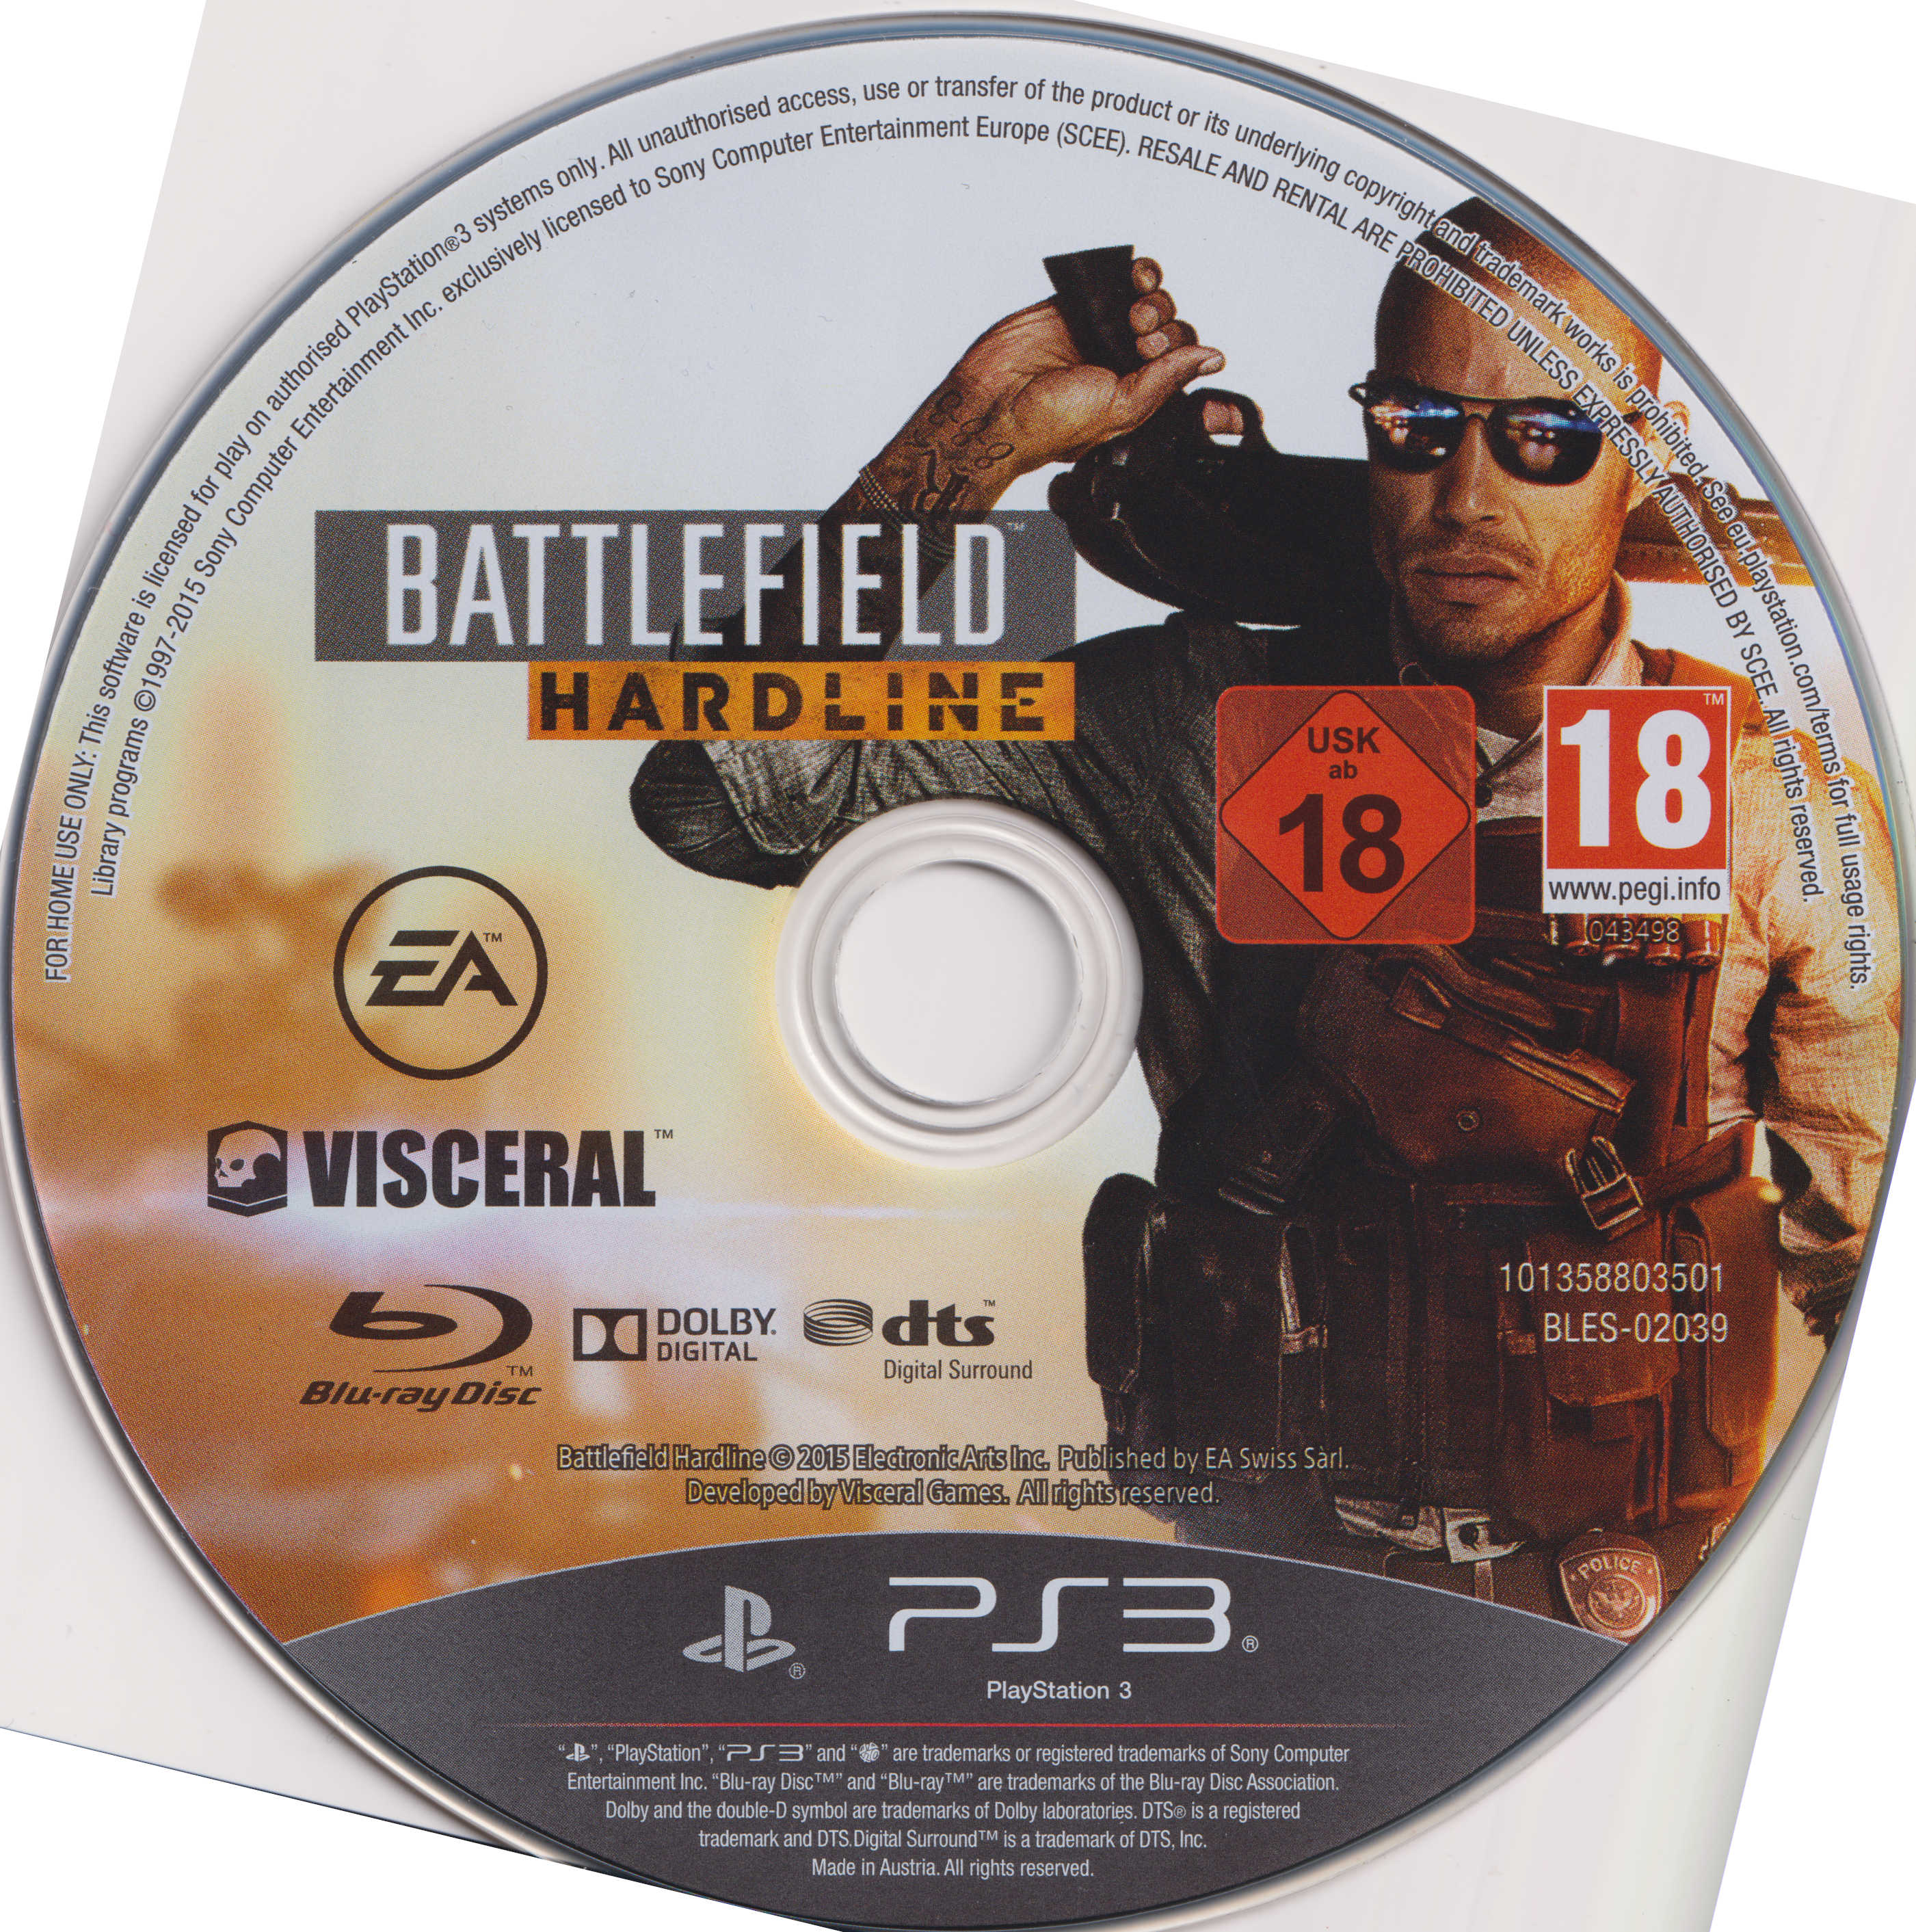 FOR HOME USE ONLY: This software is licensed for play on authorised PlayStation®3 systems only. All unauthorised access, use or transfer of the product or its underlying copyright and trademark works is prohibited. See eu.playstation.com/terms for full usage rights.
Library programs ©1997-2015 Sony Computer Entertainment Inc. exclusively licensed to Sony Computer Entertainment Europe (SCEE). RESALE AND RENTAL ARE PROHIBITED UNLESS EXPRESSLY AUTHORISED BY SCEE. All rights reserved.
BATTLEFIELD™
HARDLINE
USK
ab
18
18™
www.pegi.info
043498
EA™
VISCERAL™
101358803501
BLES-02039
Blu-ray Disc™
DOLBY®
DIGITAL
dts™
Digital Surround
Battlefield Hardline © 2015 Electronic Arts Inc. Published by EA Swiss Sàrl.
Developed by Visceral Games. All rights reserved.
POLICE
PS3®
PlayStation 3
“ ”, “PlayStation”, “PS3” and “ ” are trademarks or registered trademarks of Sony Computer
Entertainment Inc. “Blu-ray Disc™” and “Blu-ray™” are trademarks of the Blu-ray Disc Association.
Dolby and the double-D symbol are trademarks of Dolby laboratories. DTS® is a registered
trademark and DTS Digital Surround™ is a trademark of DTS, Inc.
Made in Austria. All rights reserved.